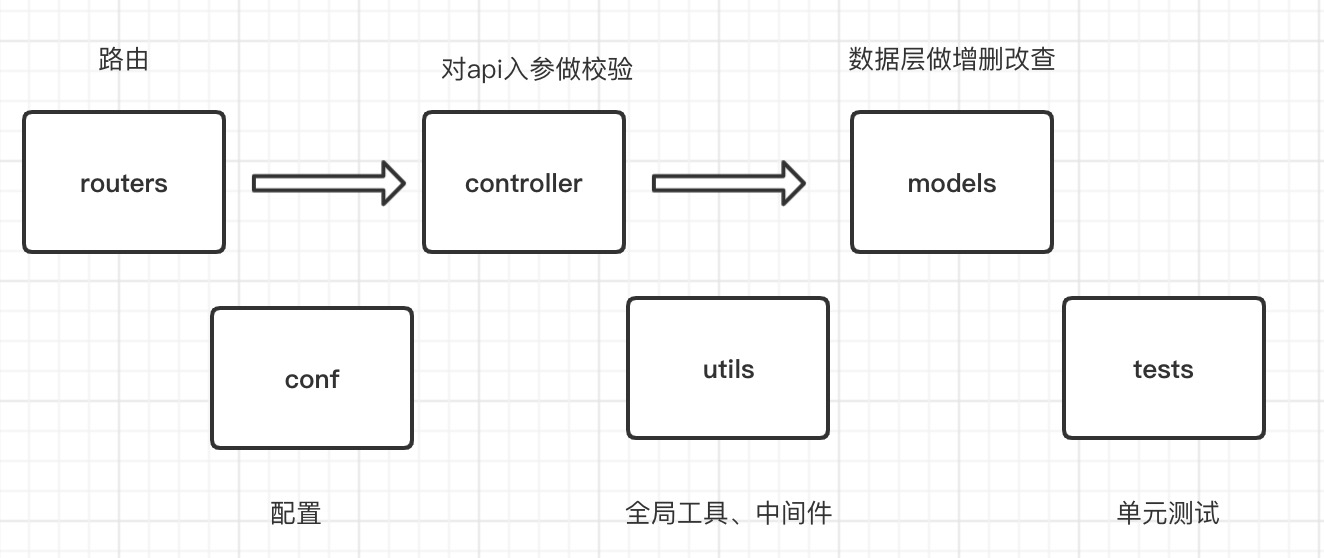 路由
对api入参做校验
数据层做增删改查
routers
controller
models
conf
utils
tests
配置
全局工具、中间件
单元测试